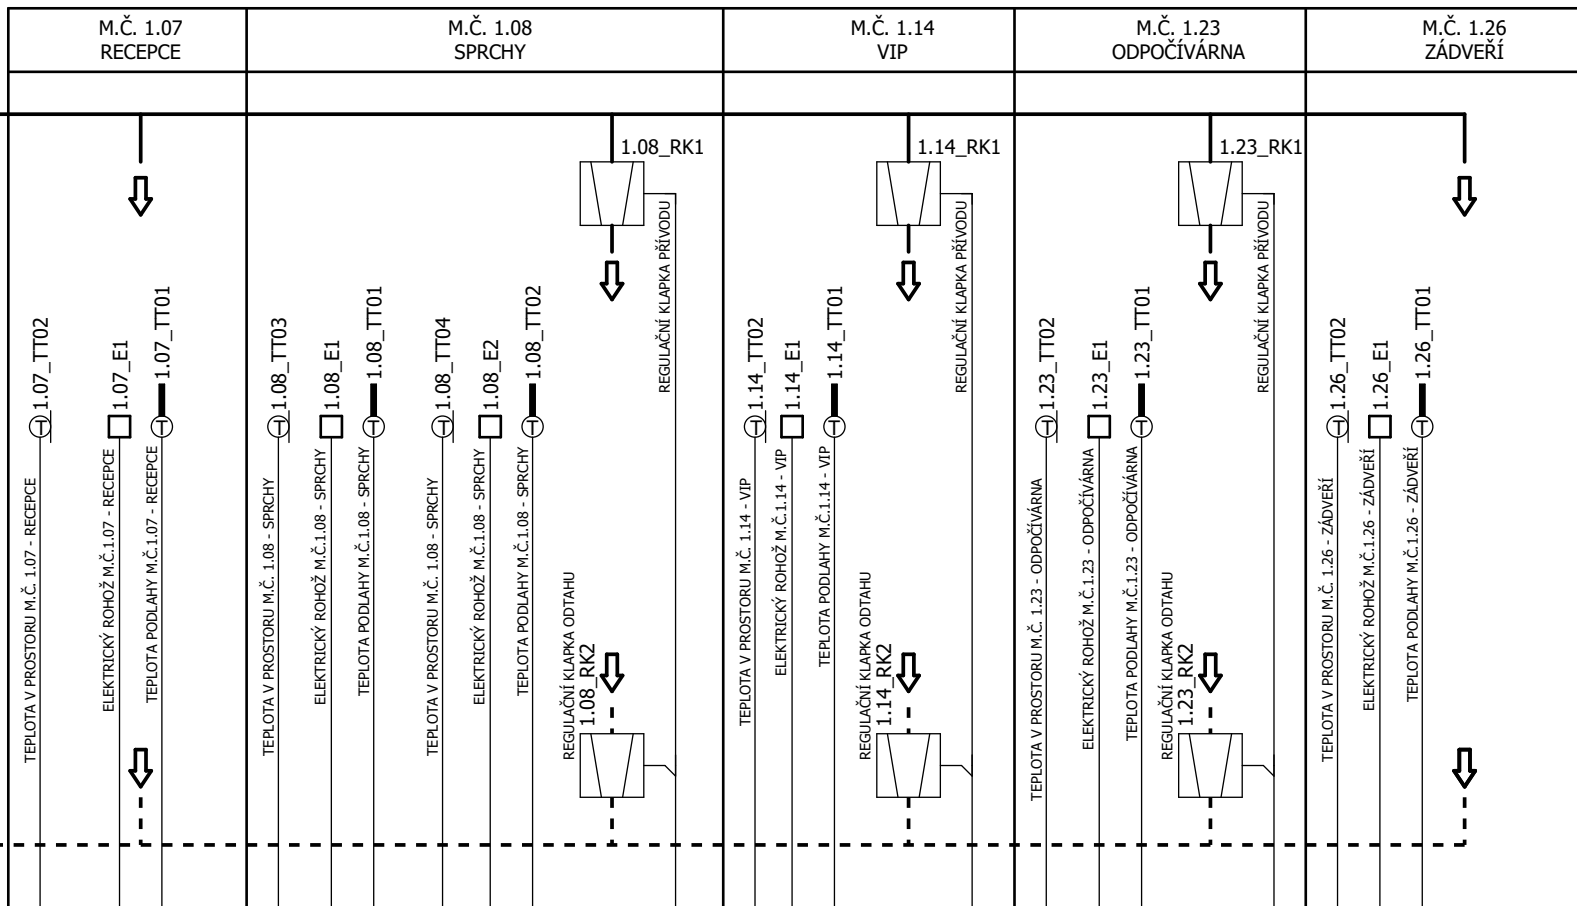 M.Č. 1.07
RECEPCE
M.Č. 1.08
SPRCHY
M.Č. 1.14
VIP
M.Č. 1.23
ODPOČÍVÁRNA
M.Č. 1.26
ZÁDVEŘÍ
1.07_TT02
T
TEPLOTA V PROSTORU M.Č. 1.07 - RECEPCE
1.07_E1
ELEKTRICKÝ ROHOŽ M.Č.1.07 - RECEPCE
1.07_TT01
T
TEPLOTA PODLAHY M.Č.1.07 - RECEPCE
1.08_TT03
T
TEPLOTA V PROSTORU M.Č. 1.08 - SPRCHY
1.08_E1
ELEKTRICKÝ ROHOŽ M.Č.1.08 - SPRCHY
1.08_TT01
T
TEPLOTA PODLAHY M.Č.1.08 - SPRCHY
1.08_TT04
T
TEPLOTA V PROSTORU M.Č. 1.08 - SPRCHY
1.08_E2
ELEKTRICKÝ ROHOŽ M.Č.1.08 - SPRCHY
1.08_TT02
T
TEPLOTA PODLAHY M.Č.1.08 - SPRCHY
1.08_RK1
REGULAČNÍ KLAPKA PŘÍVODU
REGULAČNÍ KLAPKA ODTAHU
1.08_RK2
1.14_TT02
T
TEPLOTA V PROSTORU M.Č. 1.14 - VIP
1.14_E1
ELEKTRICKÝ ROHOŽ M.Č.1.14 - VIP
1.14_TT01
T
TEPLOTA PODLAHY M.Č.1.14 - VIP
1.14_RK1
REGULAČNÍ KLAPKA PŘÍVODU
REGULAČNÍ KLAPKA ODTAHU
1.14_RK2
1.23_TT02
T
TEPLOTA V PROSTORU M.Č. 1.23 - ODPOČÍVÁRNA
1.23_E1
ELEKTRICKÝ ROHOŽ M.Č.1.23 - ODPOČÍVÁRNA
1.23_TT01
T
TEPLOTA PODLAHY M.Č.1.23 - ODPOČÍVÁRNA
1.23_RK1
REGULAČNÍ KLAPKA PŘÍVODU
REGULAČNÍ KLAPKA ODTAHU
1.23_RK2
1.26_TT02
T
TEPLOTA V PROSTORU M.Č. 1.26 - ZÁDVEŘÍ
1.26_E1
ELEKTRICKÝ ROHOŽ M.Č.1.26 - ZÁDVEŘÍ
1.26_TT01
T
TEPLOTA PODLAHY M.Č.1.26 - ZÁDVEŘÍ